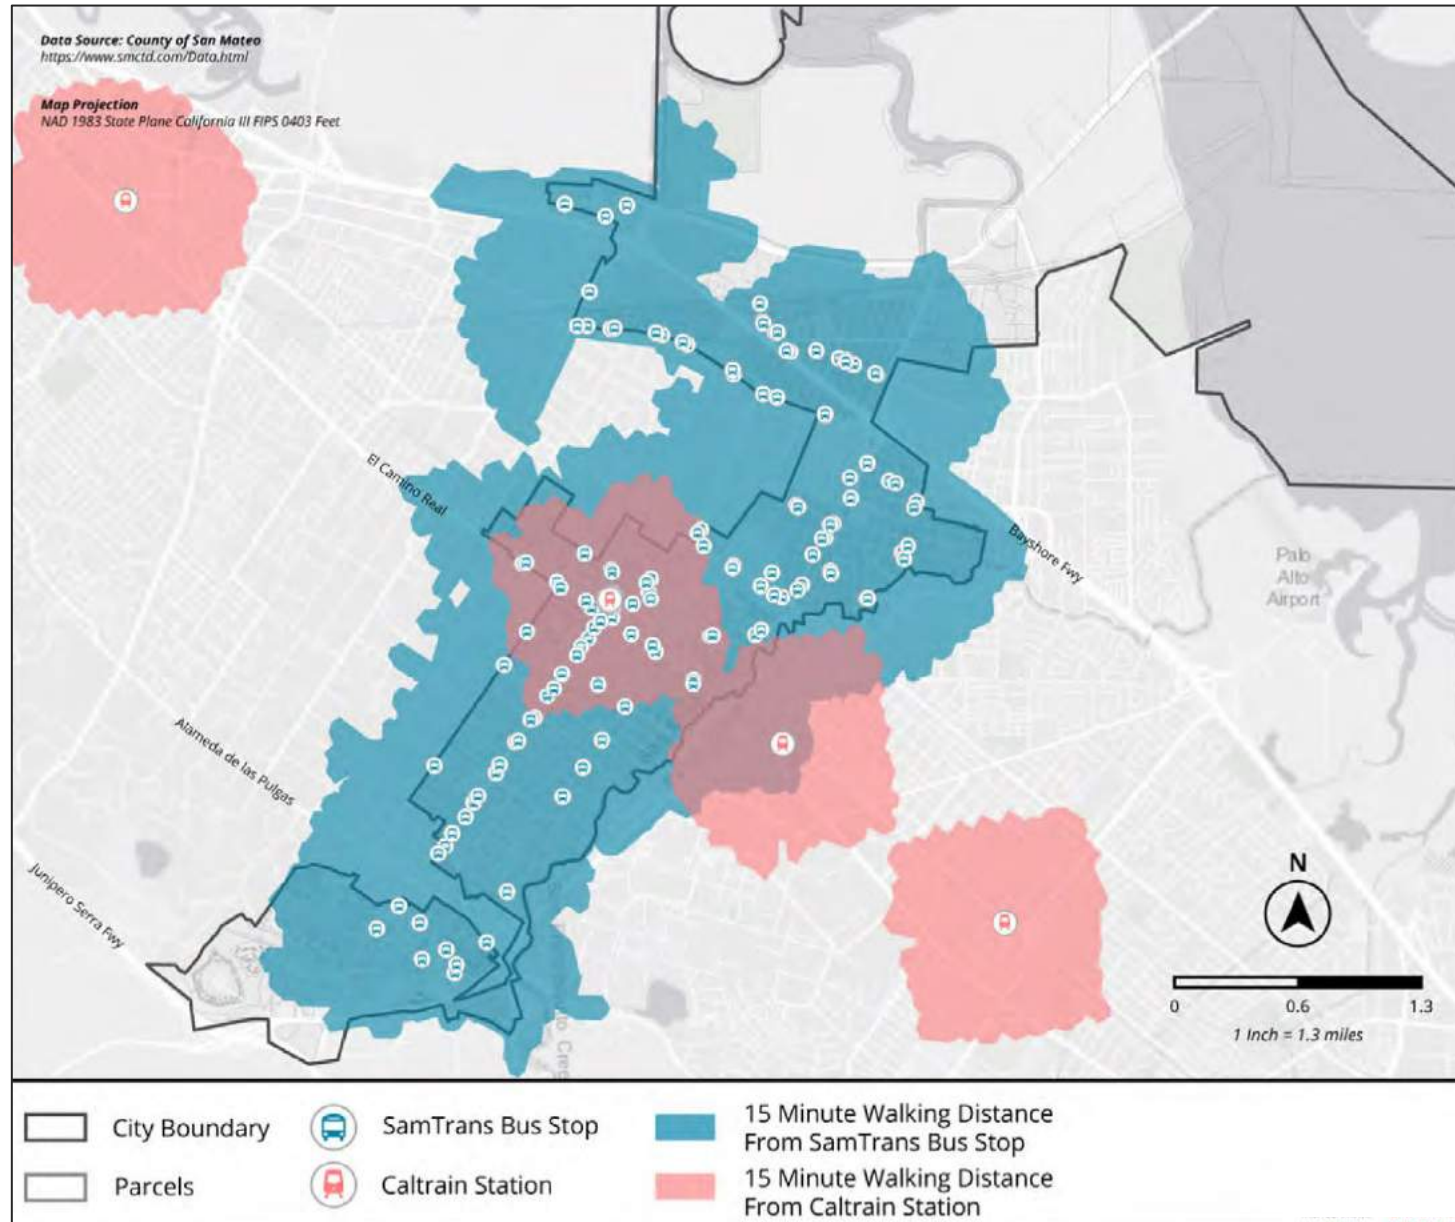 Data Source: County of San Mateo
https://www.smctd.com/Data.html
Map Projection
NAD 1983 State Plane California III FIPS 0403 Feet
El Camino Real
Bayshore Fwy
Palo
Alto
Airport
Alameda de las Pulgas
Junipero Serra Fwy
N
0 0.6 1.3
1 Inch = 1.3 miles
City Boundary
SamTrans Bus Stop
15 Minute Walking Distance
From SamTrans Bus Stop
Parcels
Caltrain Station
15 Minute Walking Distance
From Caltrain Station